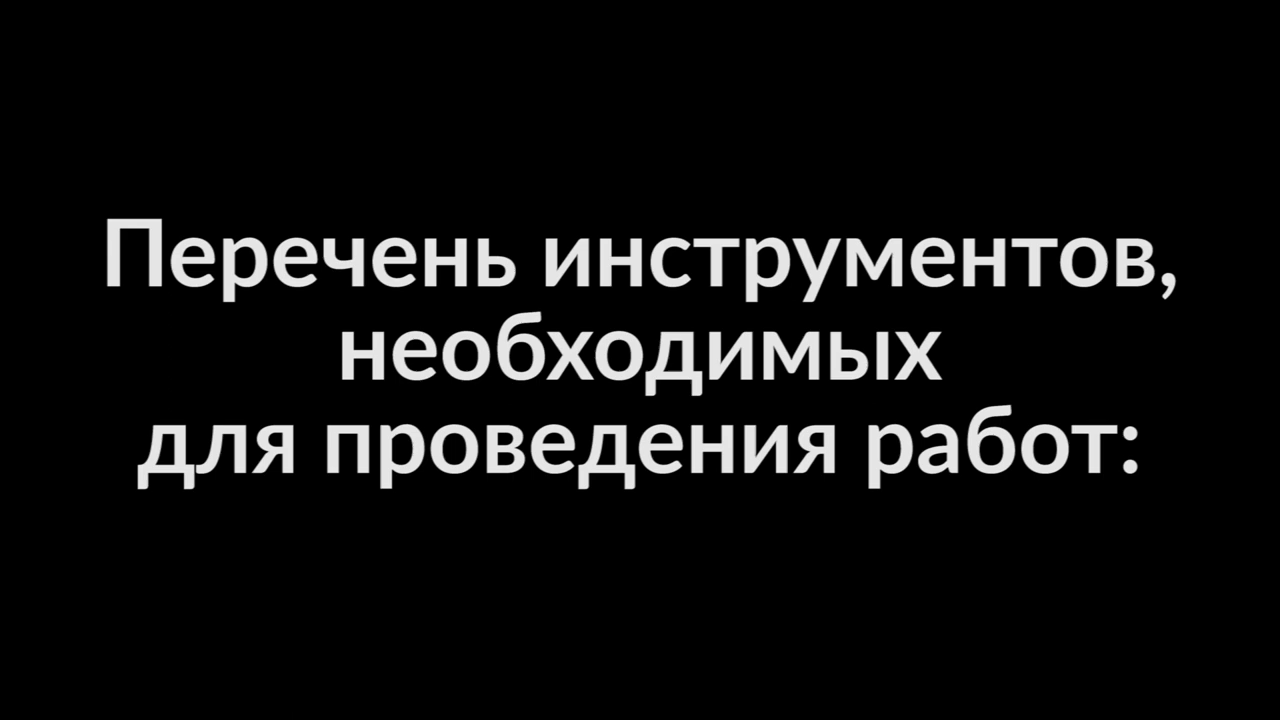 Перечень инструментов,
необходимых
для проведения работ: